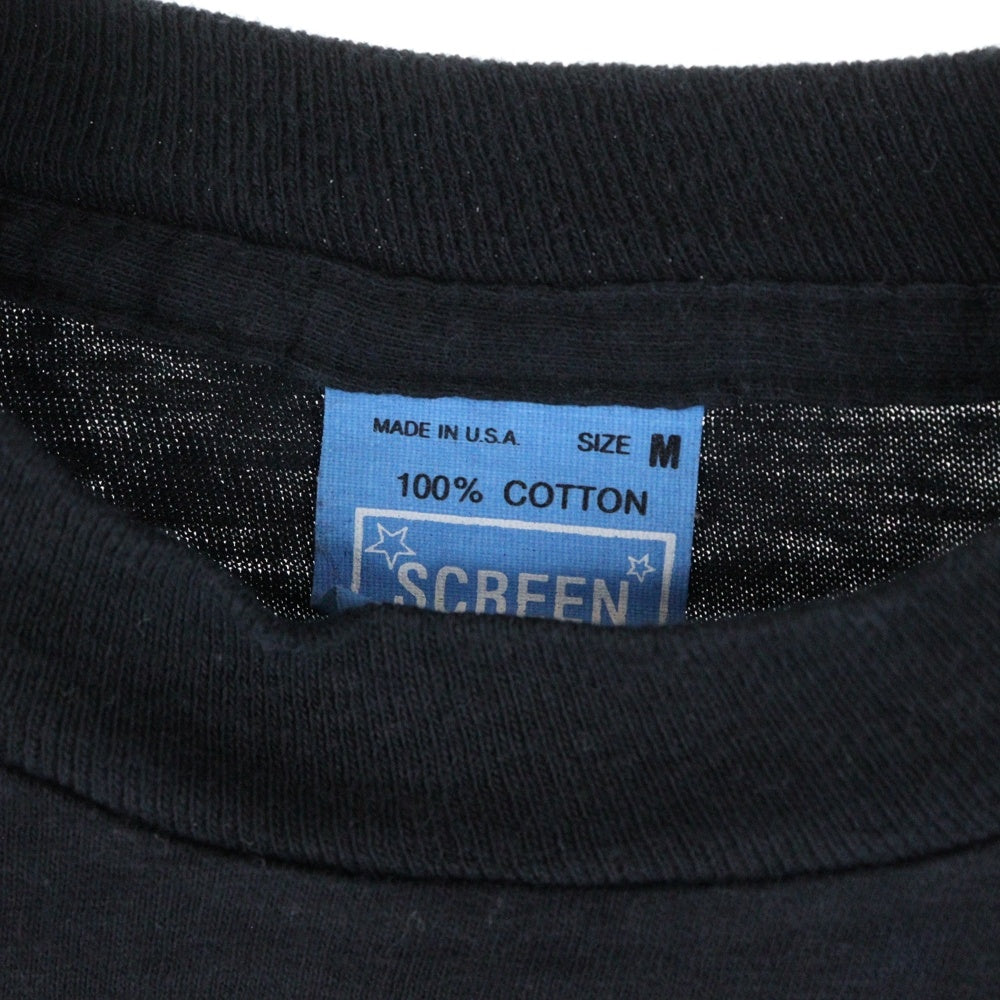 MADE IN U.S.A. SIZE M
100% COTTON
SCREEN